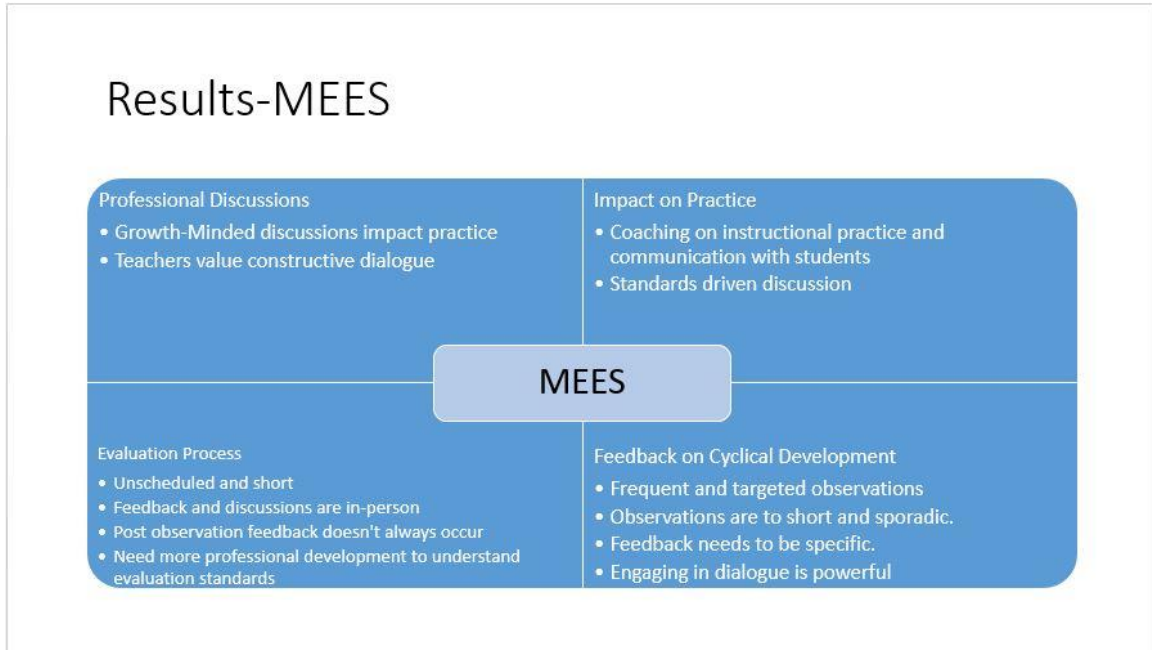 Results-MEES
Professional Discussions
• Growth-Minded discussions impact practice
• Teachers value constructive dialogue
Impact on Practice
• Coaching on instructional practice and
communication with students
• Standards driven discussion
MEES
Evaluation Process
• Unscheduled and short
• Feedback and discussions are in-person
• Post observation feedback doesn't always occur
• Need more professional development to understand
evaluation standards
Feedback on Cyclical Development
• Frequent and targeted observations
• Observations are to short and sporadic.
• Feedback needs to be specific.
• Engaging in dialogue is powerful